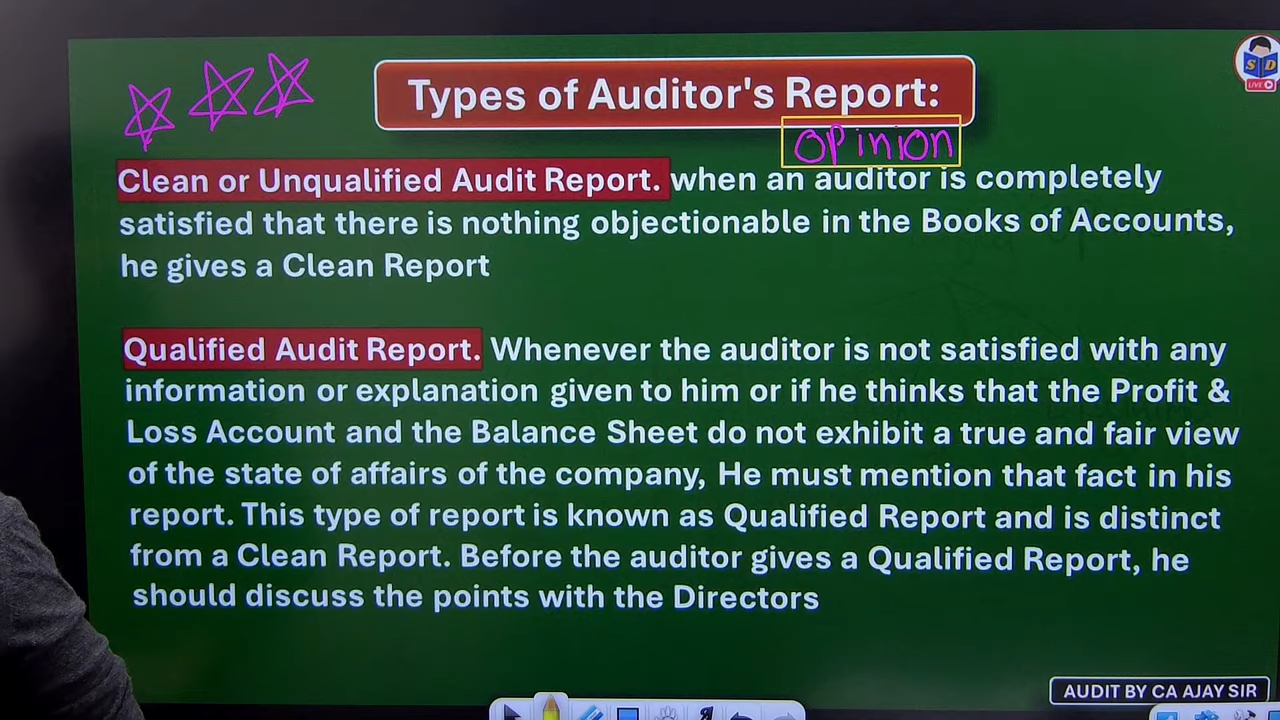 Types of Auditor's Report:
opinion
Clean or Unqualified Audit Report. when an auditor is completely
satisfied that there is nothing objectionable in the Books of Accounts,
he gives a Clean Report
Qualified Audit Report. Whenever the auditor is not satisfied with any
information or explanation given to him or if he thinks that the Profit &
Loss Account and the Balance Sheet do not exhibit a true and fair view
of the state of affairs of the company, He must mention that fact in his
report. This type of report is known as Qualified Report and is distinct
from a Clean Report. Before the auditor gives a Qualified Report, he
should discuss the points with the Directors
S D
LIVE
AUDIT BY CA AJAY SIR